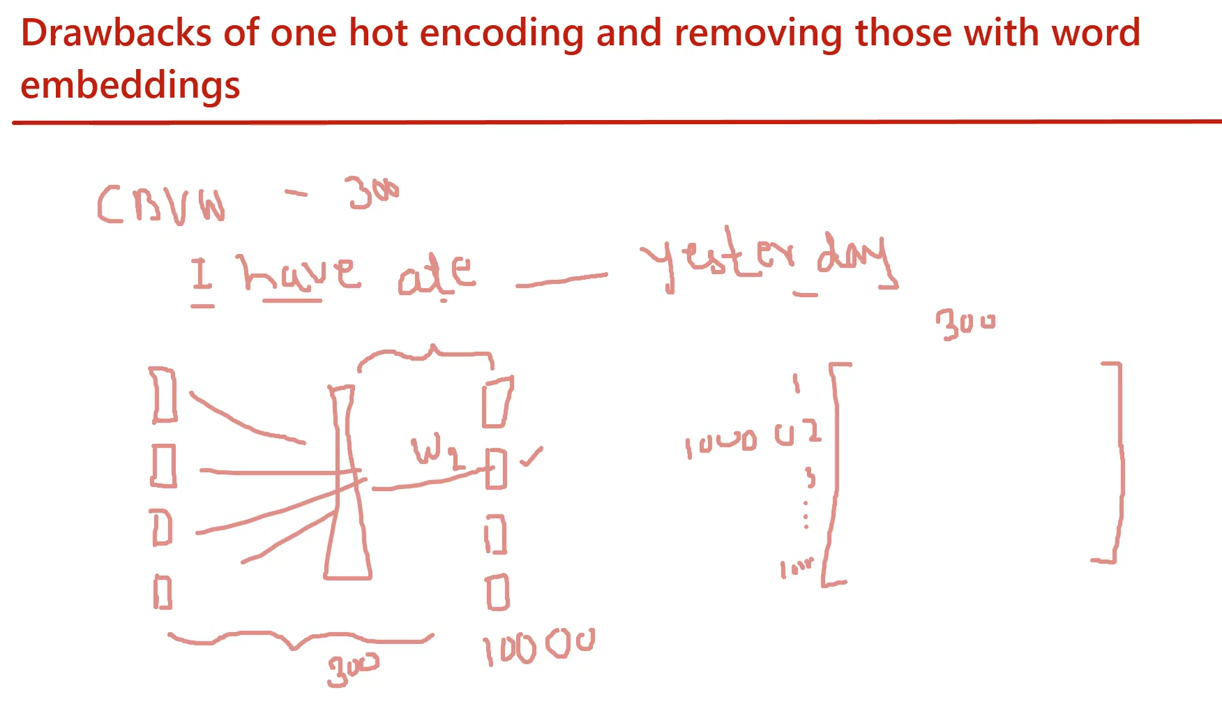 Drawbacks of one hot encoding and removing those with word
embeddings
CBVW - 300
I have ate ___ yesterday
300
1
W2
10000 2
3
300
10000